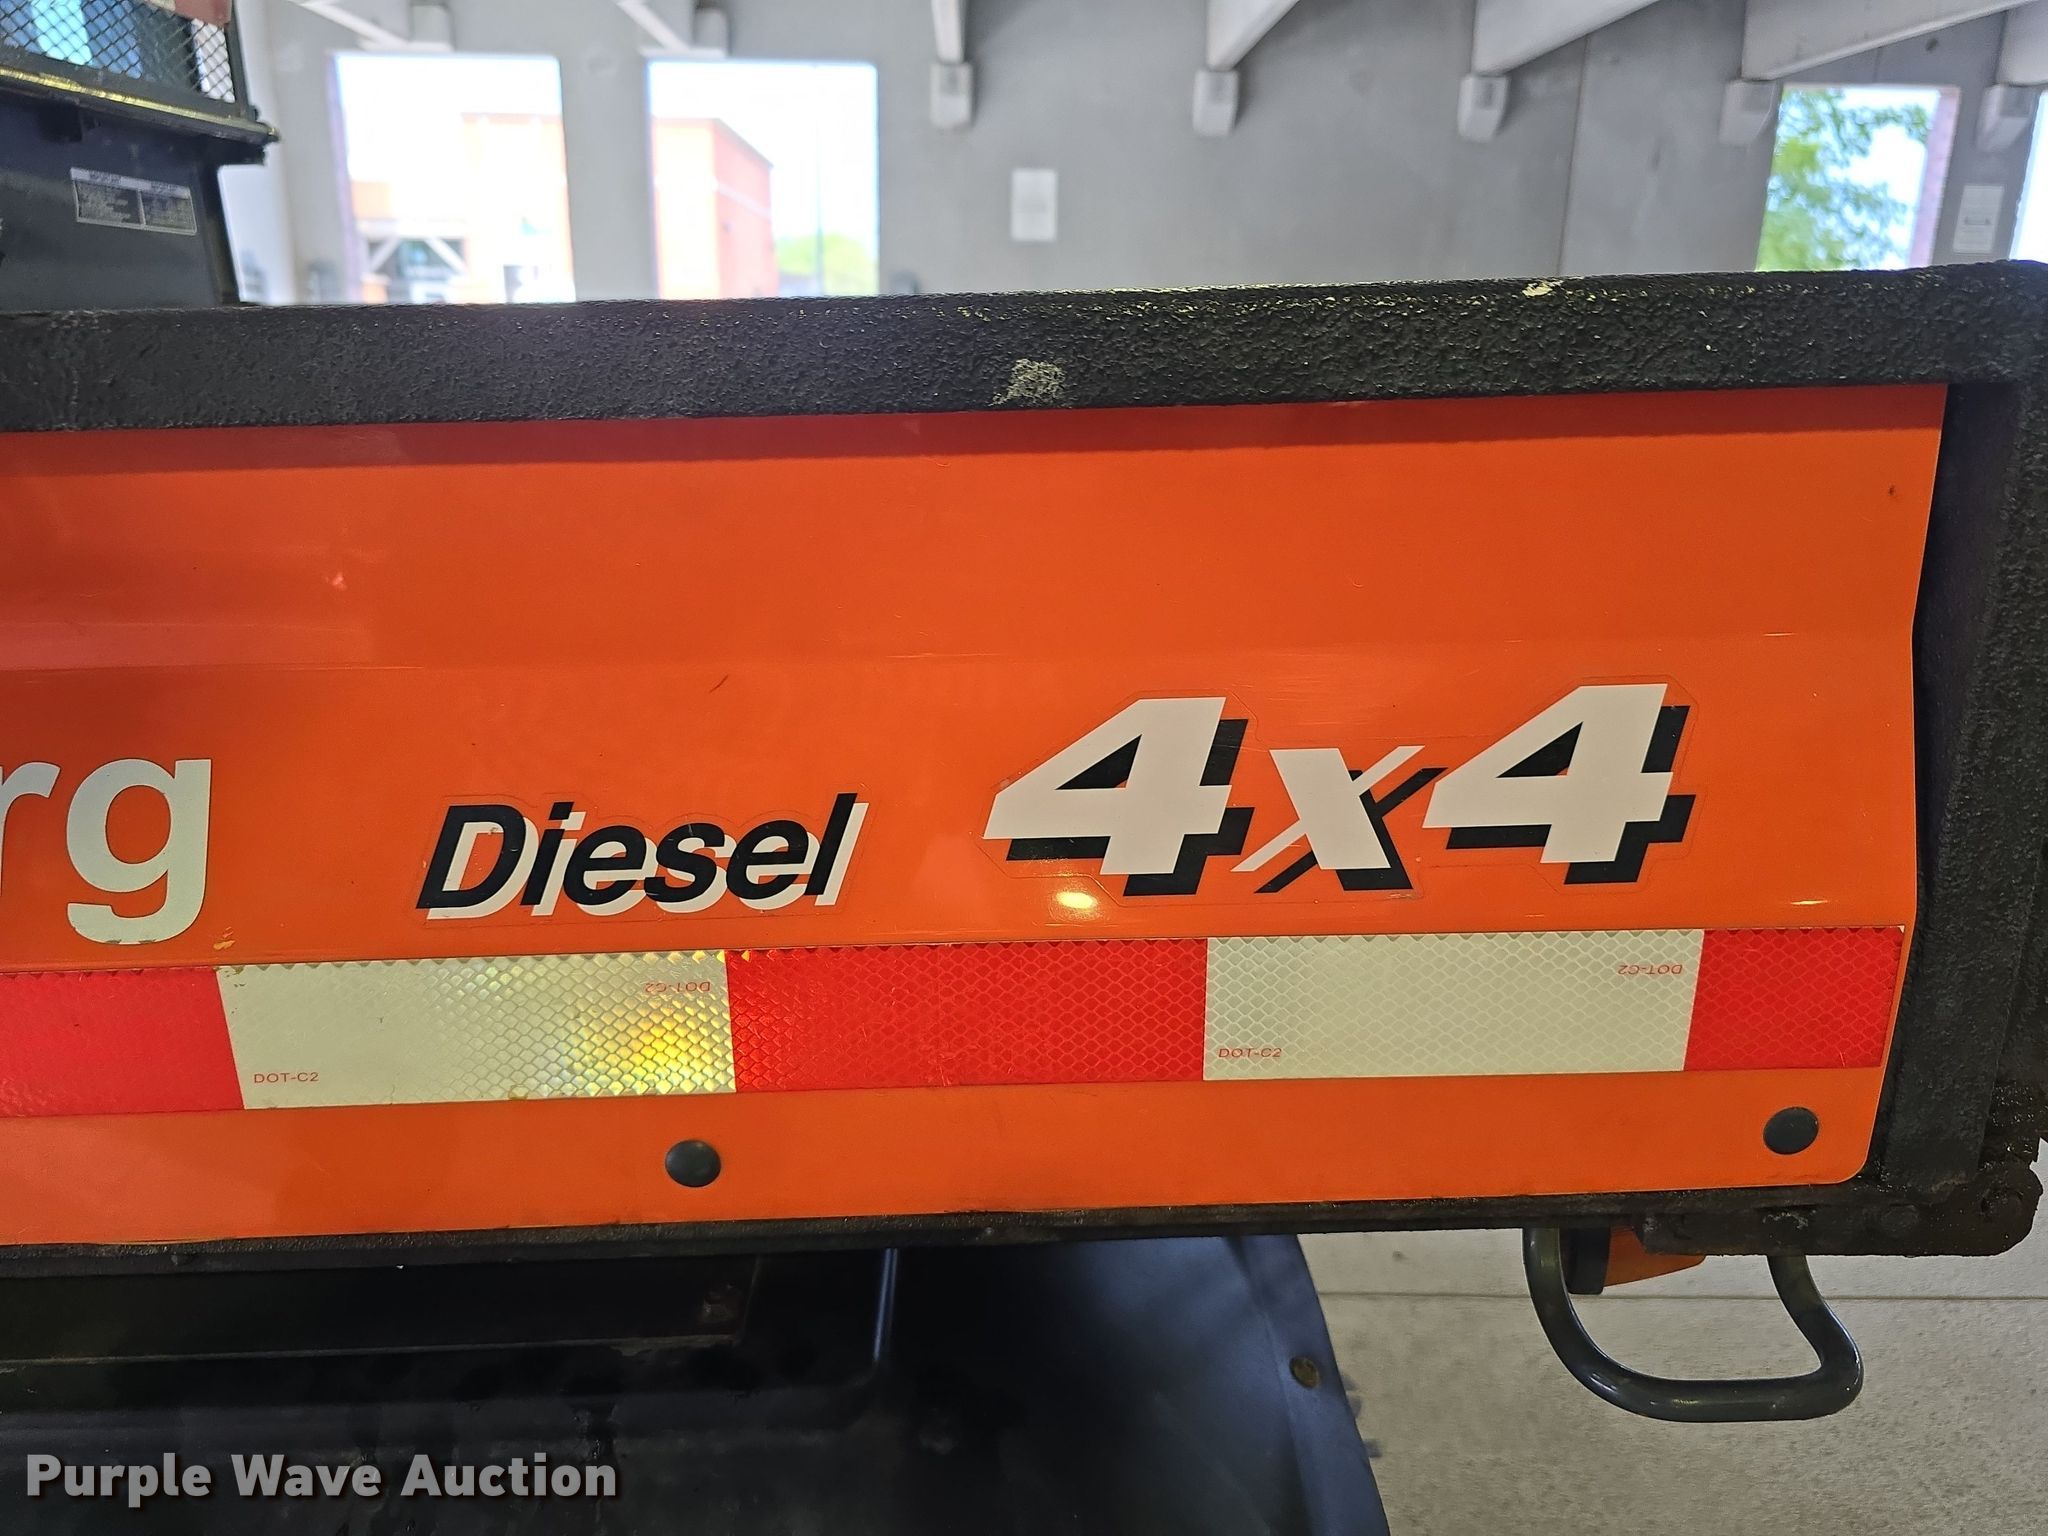 rg Diesel 4x4
DOT-C2 DOT-C2
DOT-C2 DOT-C2
Purple Wave Auction